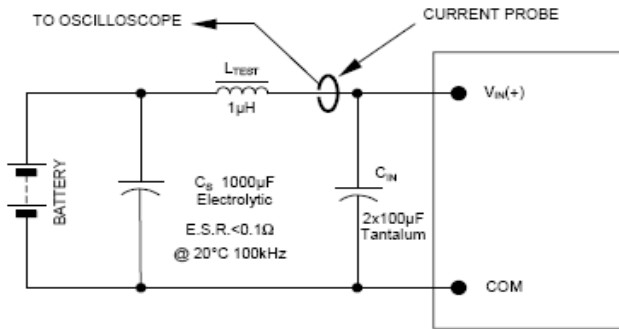 TO OSCILLOSCOPE
CURRENT PROBE
LTEST
1µH
VIN(+)
BATTERY
CS 1000µF
Electrolytic
E.S.R.<0.1Ω
@ 20°C 100kHz
CIN
2x100µF
Tantalum
COM